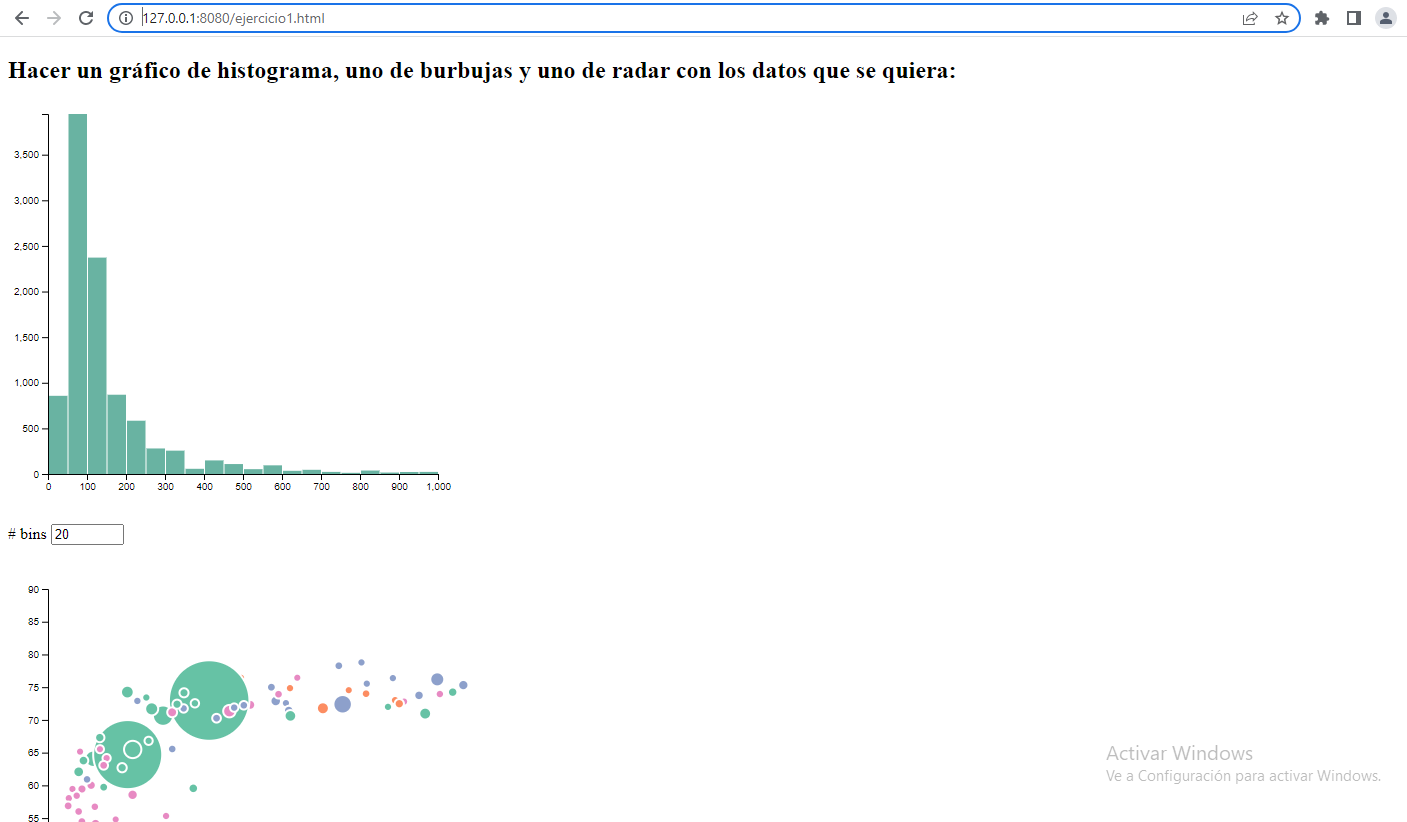 127.0.0.1:8080/ejercicio1.html
Hacer un gráfico de histograma, uno de burbujas y uno de radar con los datos que se quiera:
3,500
3,000
2,500
2,000
1,500
1,000
500
0
0 100 200 300 400 500 600 700 800 900 1,000
# bins 20
90
85
80
75
70
65
60
55
Activar Windows
Ve a Configuración para activar Windows.